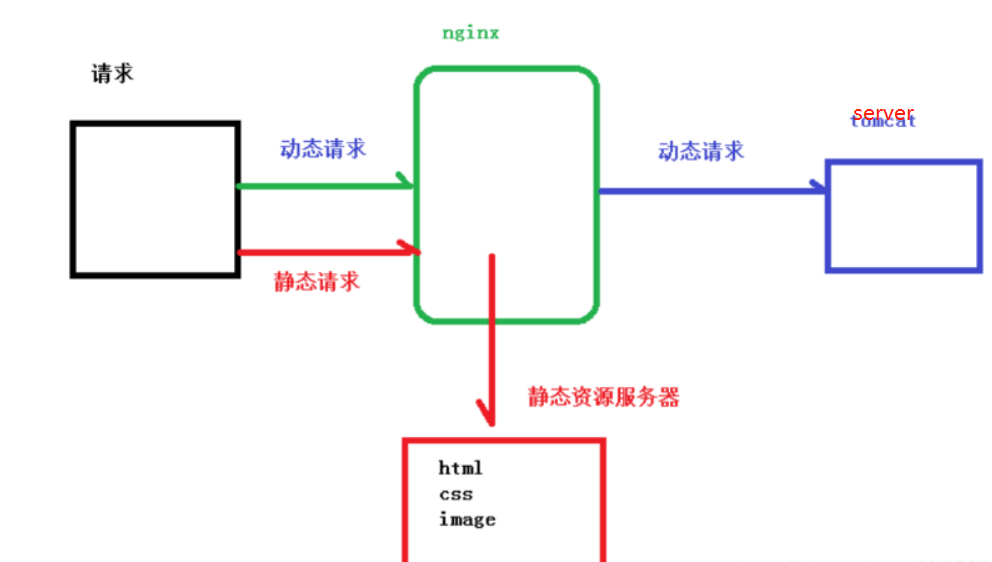 nginx
请求
server
tomcat
动态请求
动态请求
静态请求
静态资源服务器
html
css
image